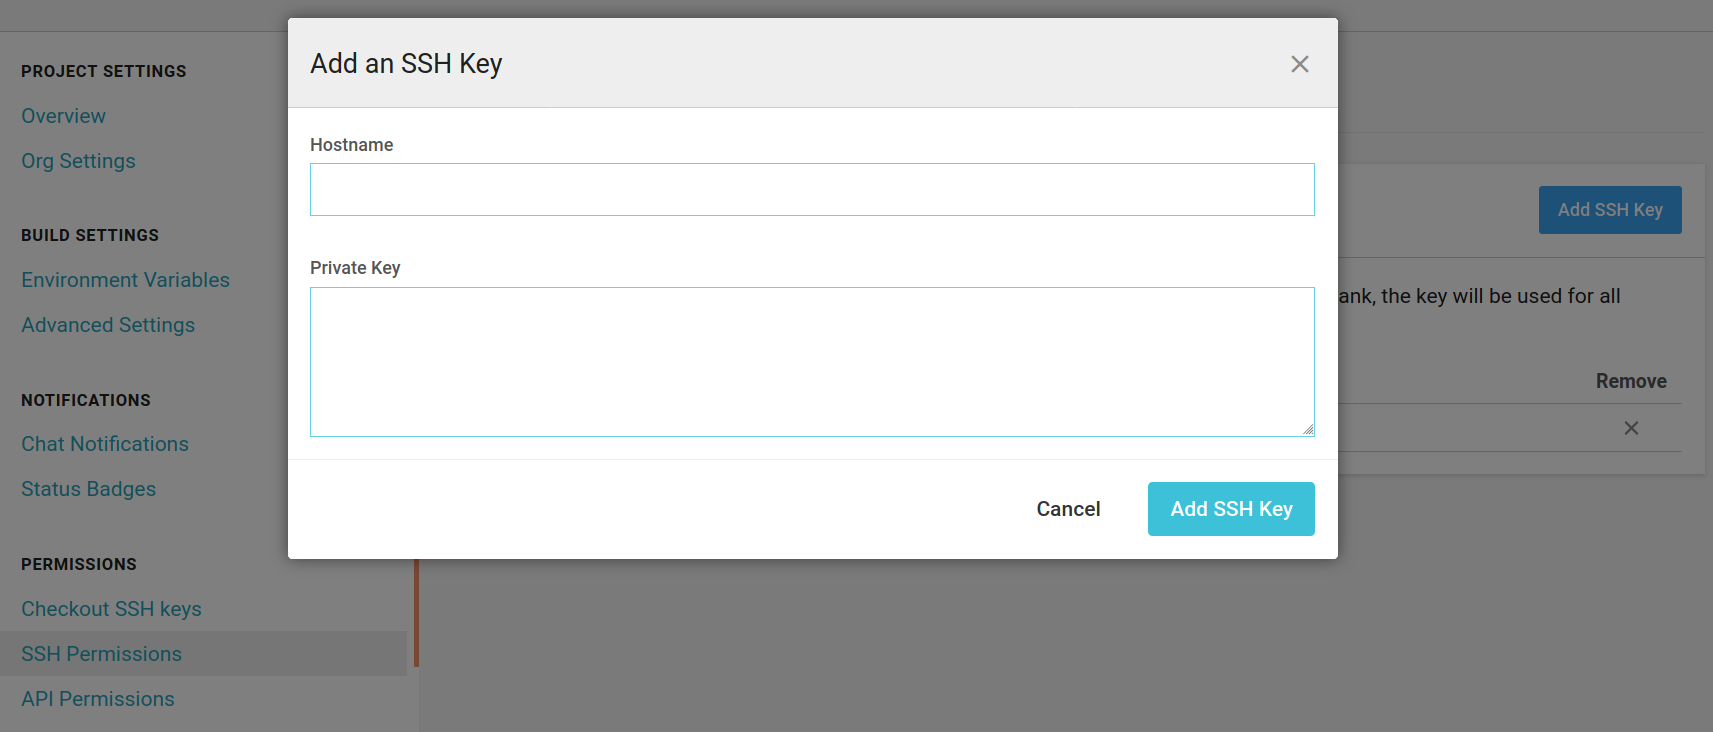 PROJECT SETTINGS
Overview
Org Settings
BUILD SETTINGS
Environment Variables
Advanced Settings
NOTIFICATIONS
Chat Notifications
Status Badges
PERMISSIONS
Checkout SSH keys
SSH Permissions
API Permissions
Add an SSH Key
Hostname
Private Key
Cancel
Add SSH Key
Add SSH Key
ank, the key will be used for all
Remove